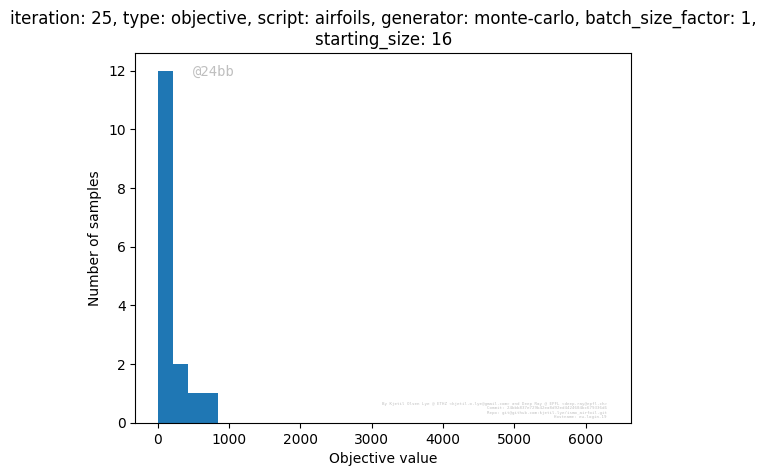 iteration: 25, type: objective, script: airfoils, generator: monte-carlo, batch_size_factor: 1,
starting_size: 16
@24bb
12
10
8
6
4
2
0
Number of samples
0 1000 2000 3000 4000 5000 6000
Objective value